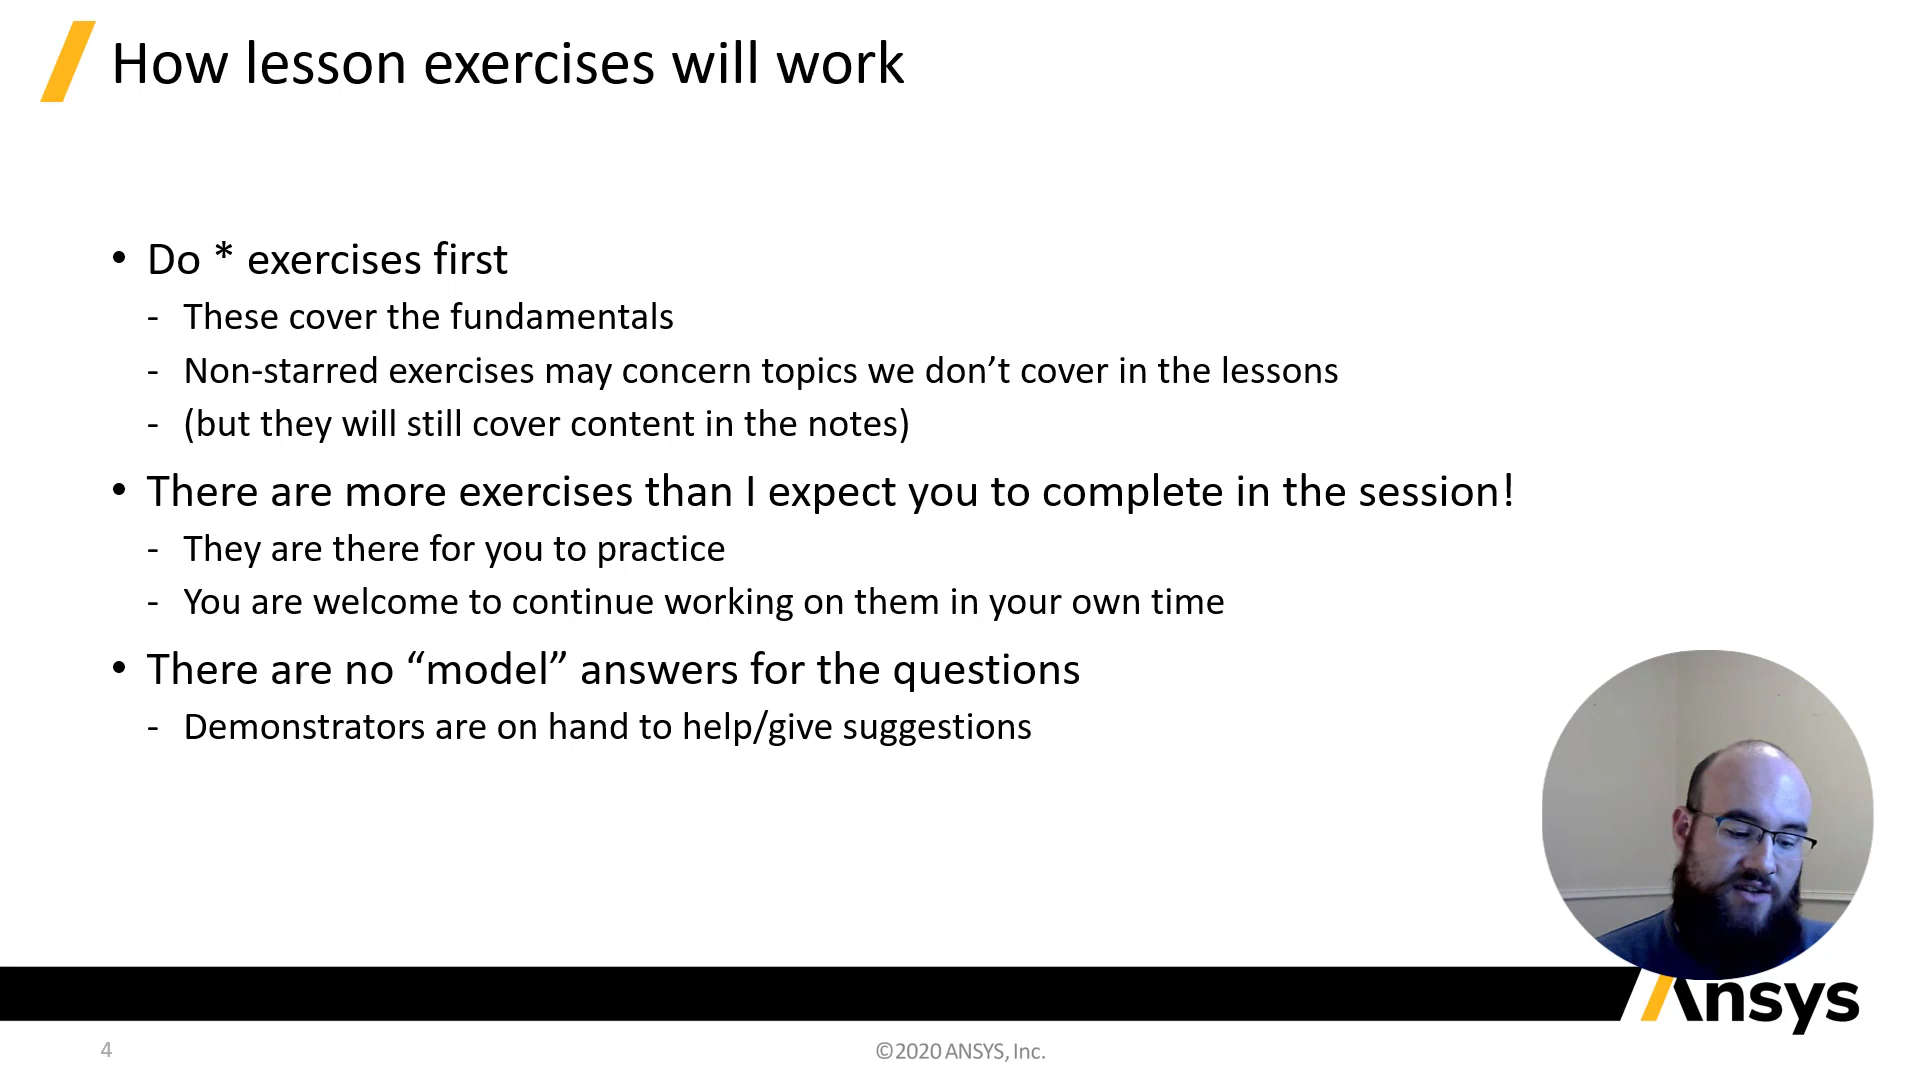 How lesson exercises will work
• Do * exercises first
- These cover the fundamentals
- Non-starred exercises may concern topics we don’t cover in the lessons
- (but they will still cover content in the notes)
• There are more exercises than I expect you to complete in the session!
- They are there for you to practice
- You are welcome to continue working on them in your own time
• There are no “model” answers for the questions
- Demonstrators are on hand to help/give suggestions
Ansys
4
©2020 ANSYS, Inc.